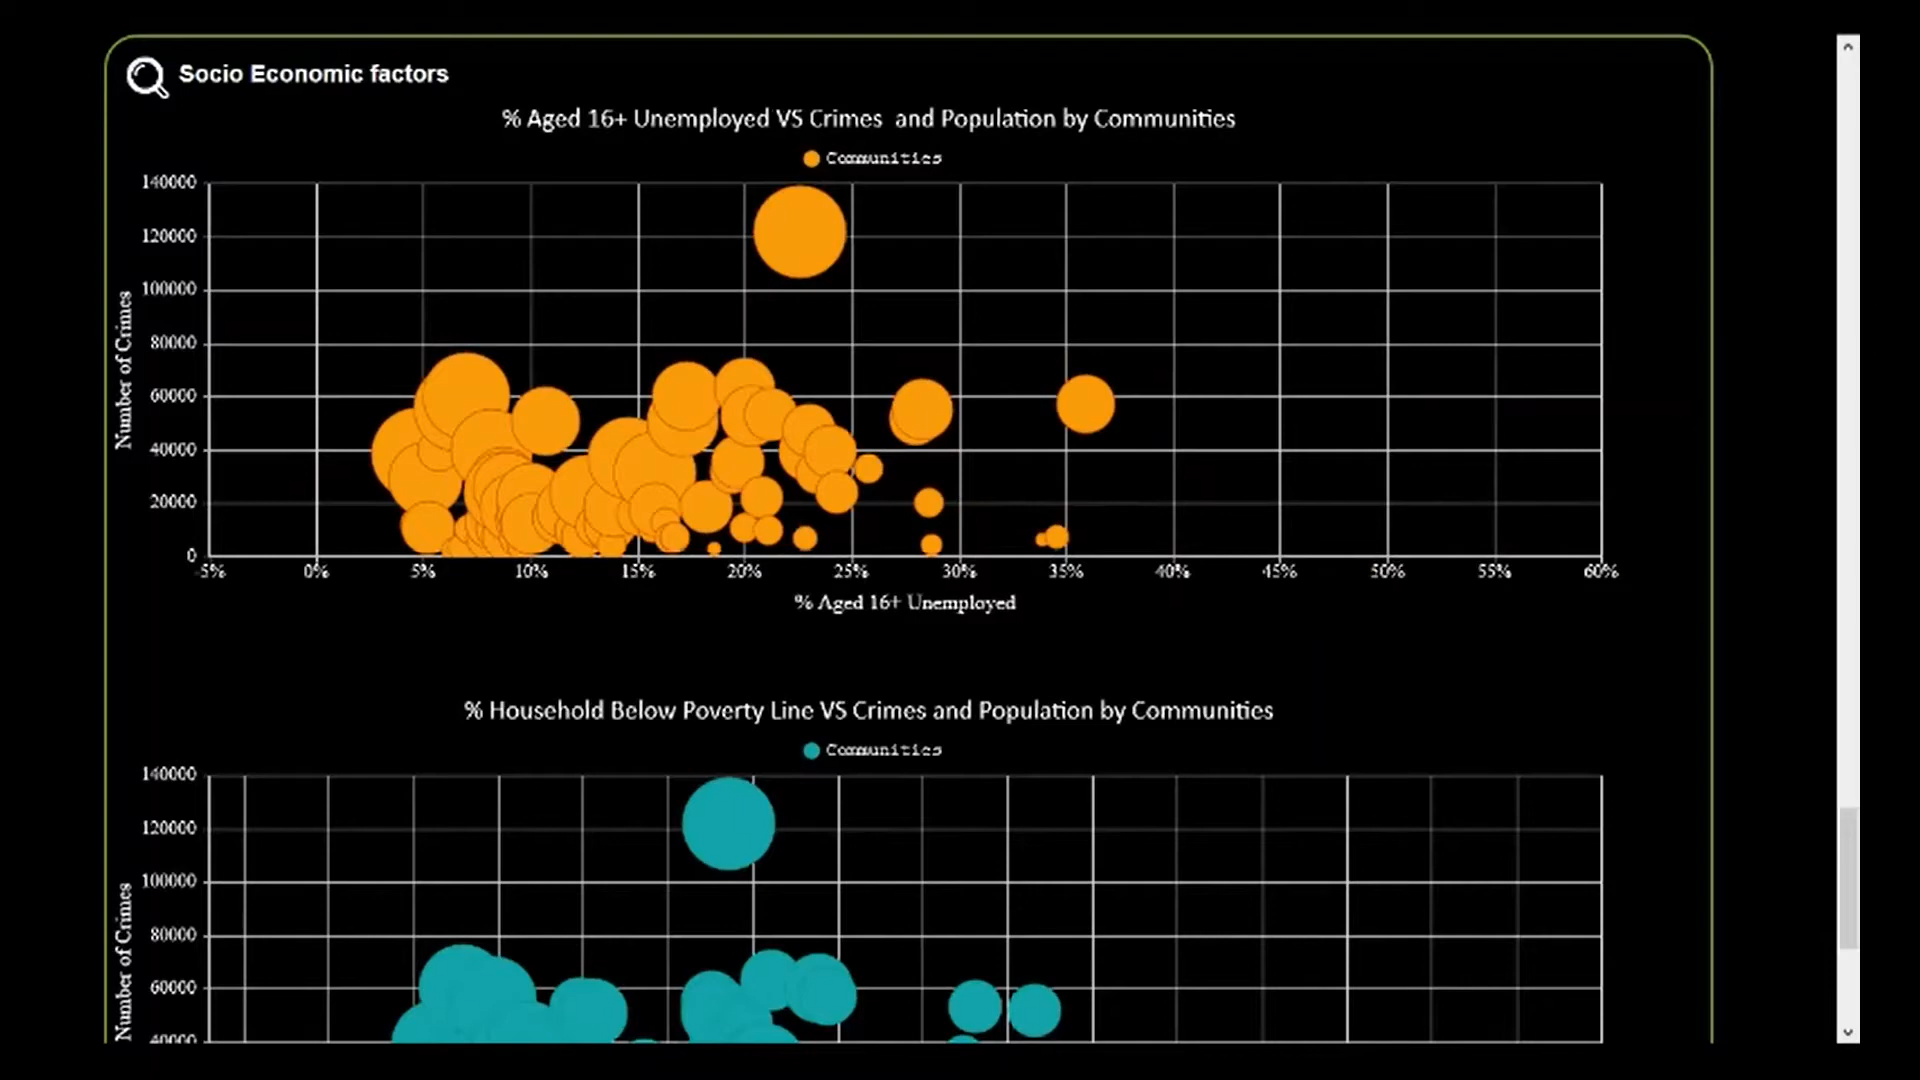 Socio Economic factors
% Aged 16+ Unemployed VS Crimes and Population by Communities
Communities
140000
120000
100000
80000
60000
40000
20000
0
Number of Crimes
-5% 0% 5% 10% 15% 20% 25% 30% 35% 40% 45% 50% 55% 60%
% Aged 16+ Unemployed
% Household Below Poverty Line VS Crimes and Population by Communities
Communities
140000
120000
100000
80000
60000
40000
Number of Crimes